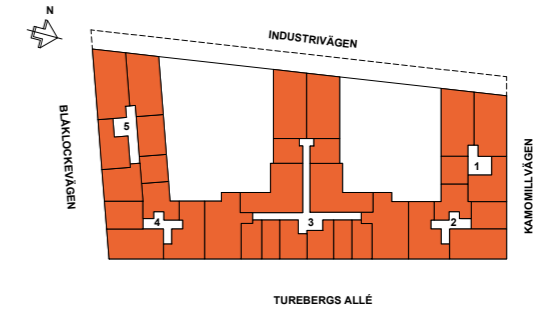 N
INDUSTRIVÄGEN
BLÅKLOCKEVÄGEN
5
1
KAMOMILLVÄGEN
4
3
2
TUREBERGS ALLÉ